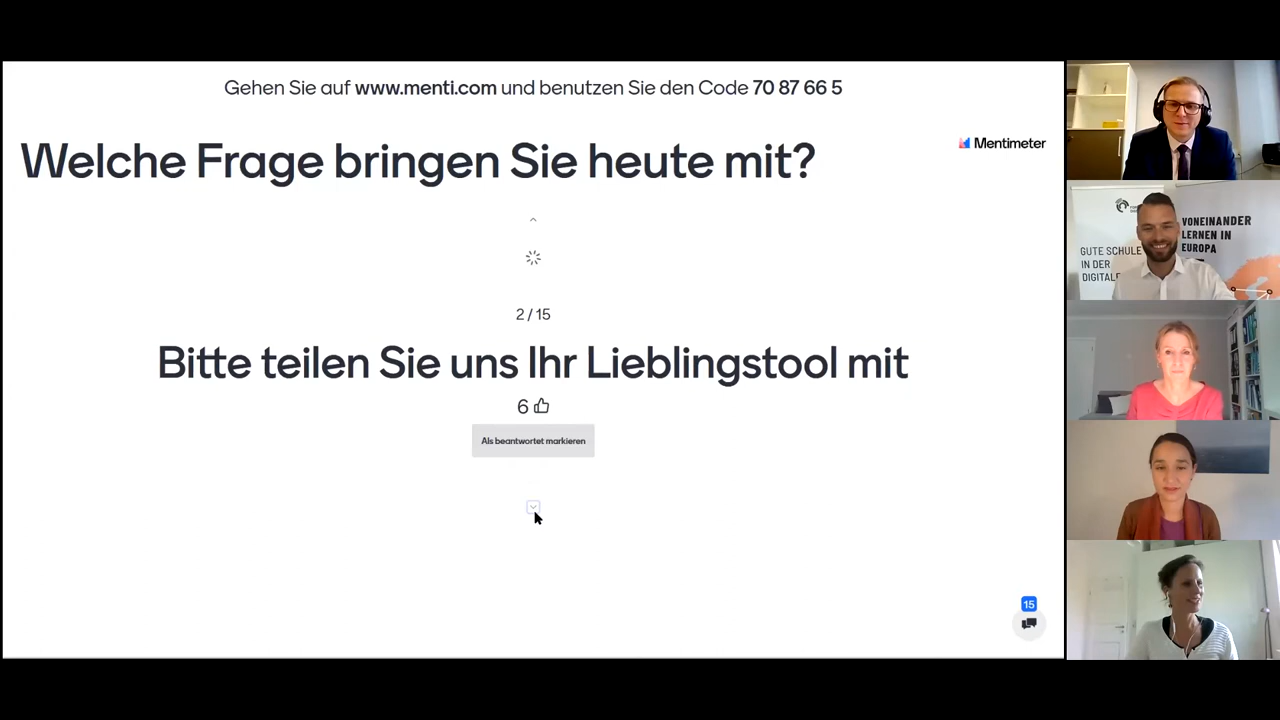 Gehen Sie auf www.menti.com und benutzen Sie den Code 70 87 66 5
Welche Frage bringen Sie heute mit?
Mentimeter
2 / 15
Bitte teilen Sie uns Ihr Lieblingstool mit
6
Als beantwortet markieren
15
GUTE SCHULE
IN DER
VONEINANDER
LERNEN IN
EUROPA